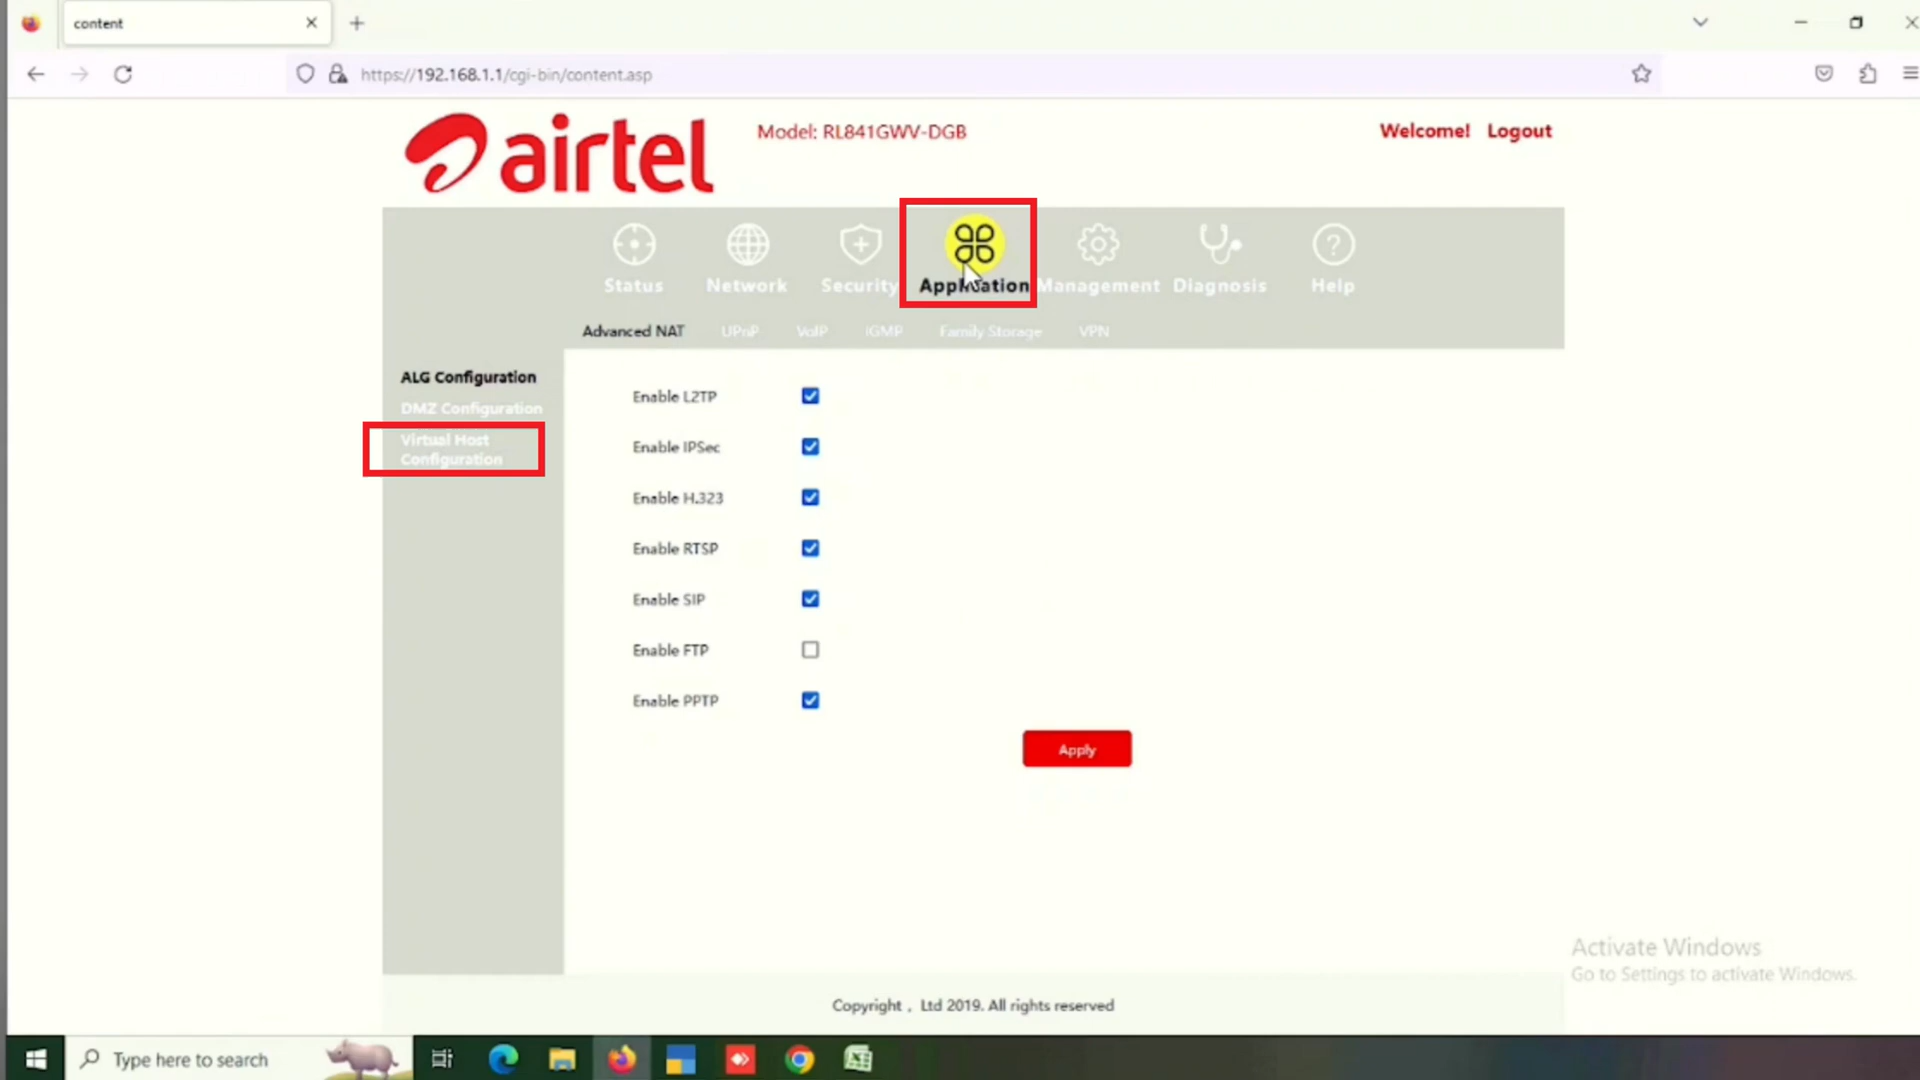 content
https://192.168.1.1/cgi-bin/content.asp
airtel
Model: RL841GWV-DGB
Welcome! Logout
Status Network Security Application Management Diagnosis Help
Advanced NAT UPnP VoIP IGMP Family Storage VPN
ALG Configuration
DMZ Configuration
Virtual Host
Configuration
Enable L2TP
Enable IPSec
Enable H.323
Enable RTSP
Enable SIP
Enable FTP
Enable PPTP
Apply
Activate Windows
Go to Settings to activate Windows.
Copyright , Ltd 2019. All rights reserved
Type here to search